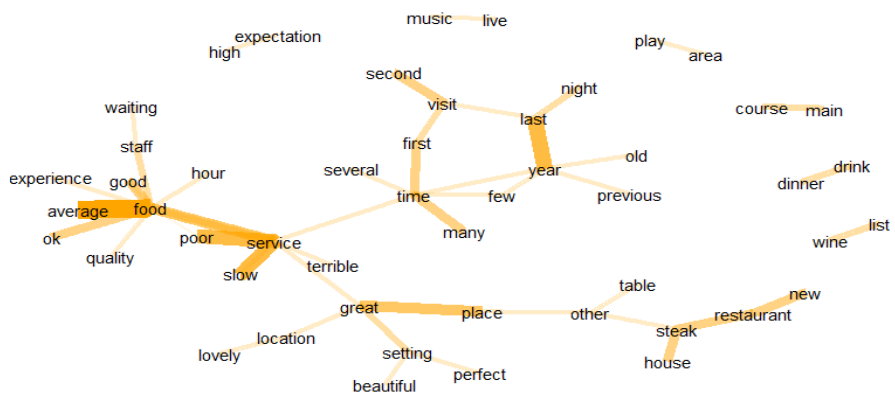 music live
expectation
high
play
area
second
visit
night
last
waiting
course main
staff
first
old
hour
several
year
drink
experience
good
dinner
time
few
previous
average
food
list
many
wine
ok
poor
service
quality
slow
terrible
table
new
great
place
other
restaurant
location
steak
lovely
setting
house
perfect
beautiful